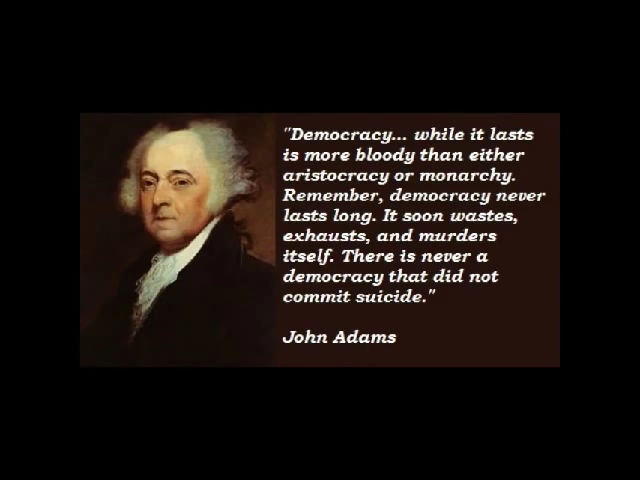 "Democracy... while it lasts
is more bloody than either
aristocracy or monarchy.
Remember, democracy never
lasts long. It soon wastes,
exhausts, and murders
itself. There is never a
democracy that did not
commit suicide."
John Adams